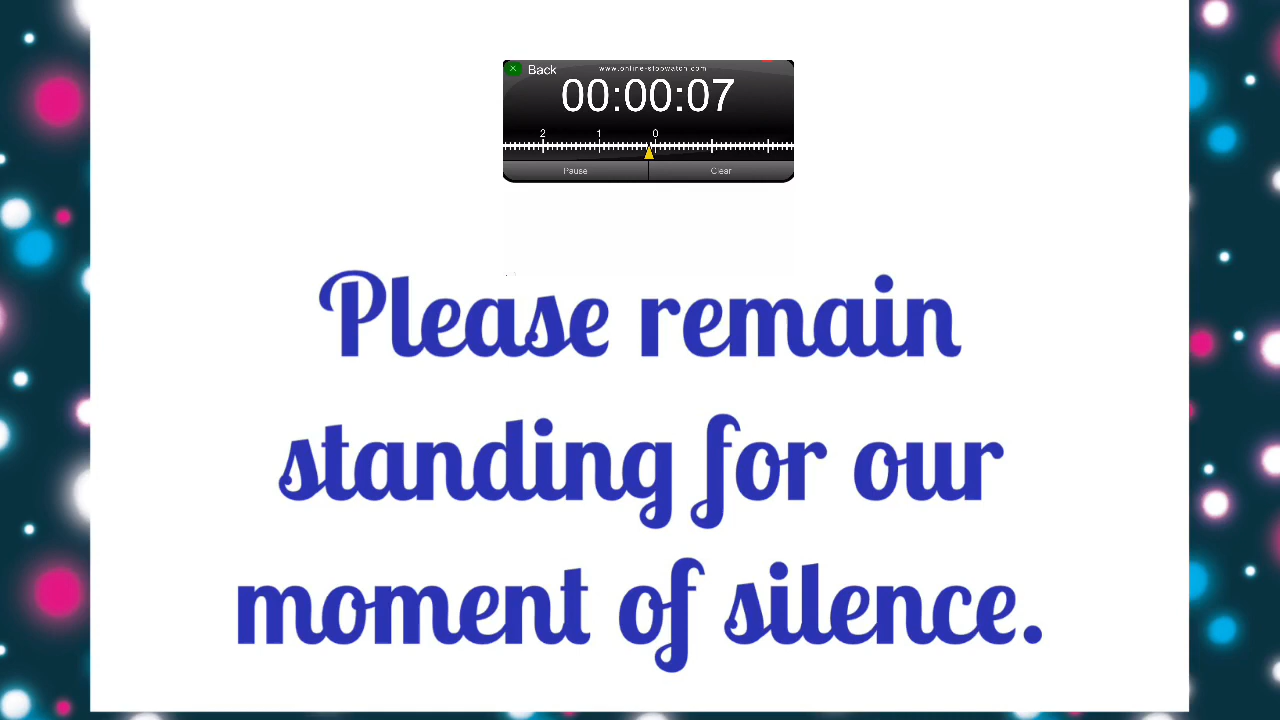 Back www.online-stopwatch.com
00:00:07
2 1 0
Pause Clear
Please remain
standing for our
moment of silence.